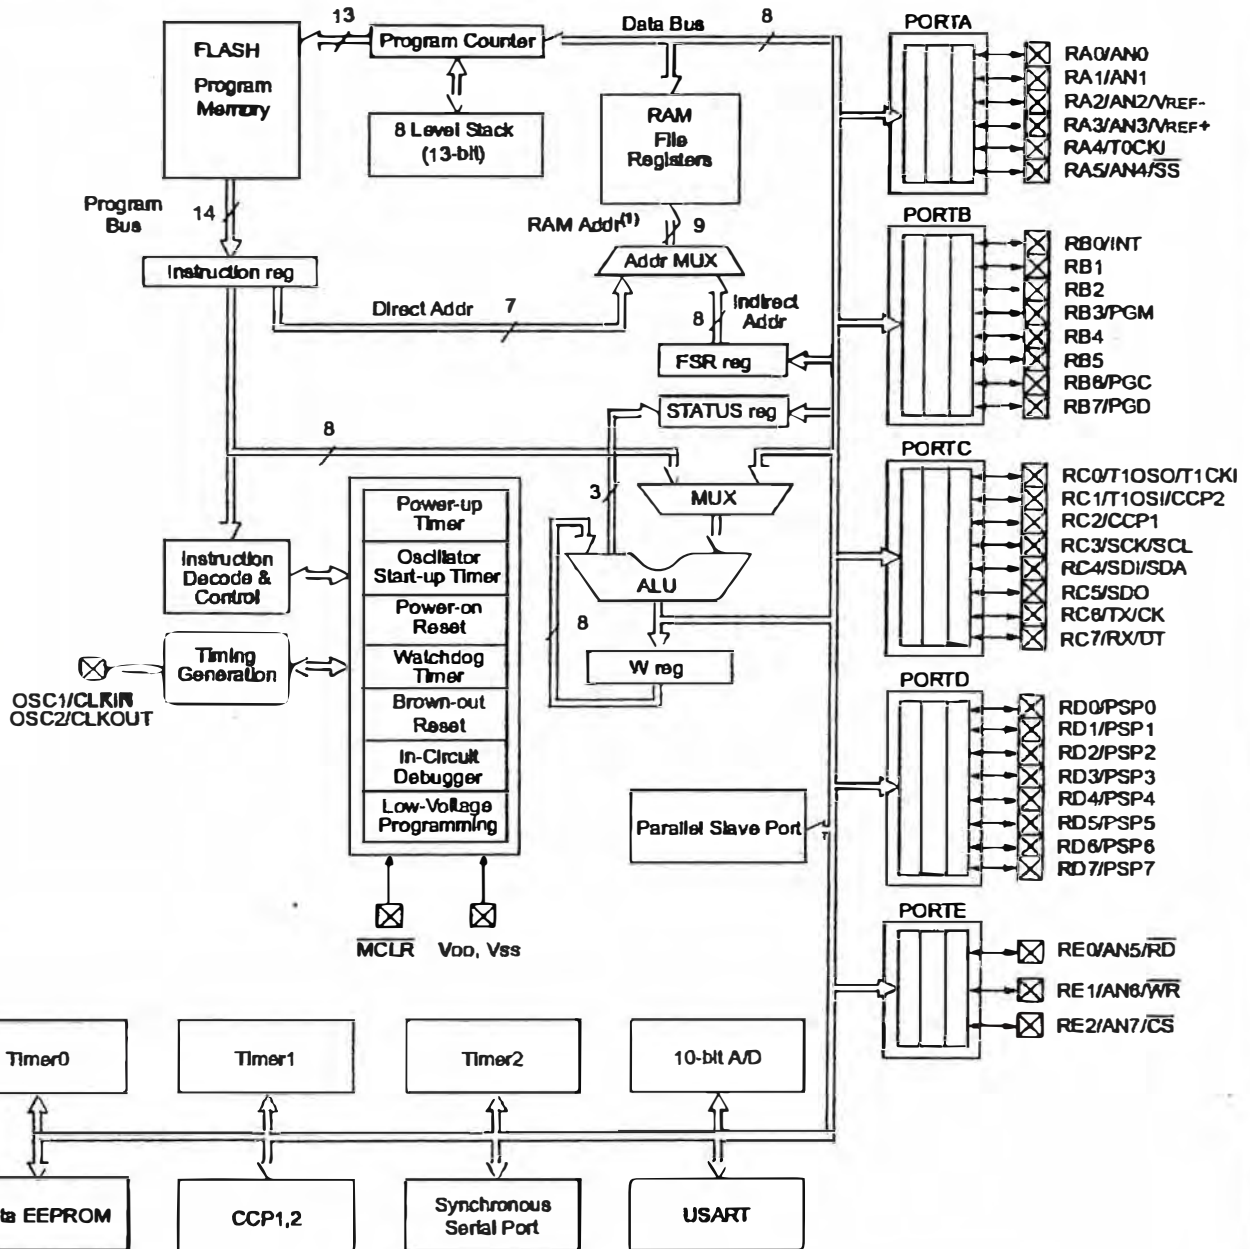 13
Data Bus
8
PORTA
FLASH
Program
Memory
Program Counter
8 Level Stack
(13-bit)
RAM
File
Registers
RA0/AN0
RA1/AN1
RA2/AN2/VREF-
RA3/AN3/VREF+
RA4/T0CKI
RA5/AN4/SS
Program
Bus
14
RAM Addr(1)
9
PORTB
Instruction reg
Addr MUX
Direct Addr
7
8
Indirect
Addr
FSR reg
STATUS reg
RB0/INT
RB1
RB2
RB3/PGM
RB4
RB5
RB6/PGC
RB7/PGD
8
PORTC
3
MUX
ALU
8
W reg
RC0/T1OSO/T1CKI
RC1/T1OSI/CCP2
RC2/CCP1
RC3/SCK/SCL
RC4/SDI/SDA
RC5/SDO
RC6/TX/CK
RC7/RX/DT
Power-up
Timer
Oscillator
Start-up Timer
Power-on
Reset
Watchdog
Timer
Brown-out
Reset
In-Circuit
Debugger
Low-Voltage
Programming
Instruction
Decode &
Control
Timing
Generation
OSC1/CLKIN
OSC2/CLKOUT
PORTD
RD0/PSP0
RD1/PSP1
RD2/PSP2
RD3/PSP3
RD4/PSP4
RD5/PSP5
RD6/PSP6
RD7/PSP7
Parallel Slave Port
MCLR
VDD, VSS
PORTE
RE0/AN5/RD
RE1/AN6/WR
RE2/AN7/CS
Timer0
Timer1
Timer2
10-bit A/D
ta EEPROM
CCP1,2
Synchronous
Serial Port
USART